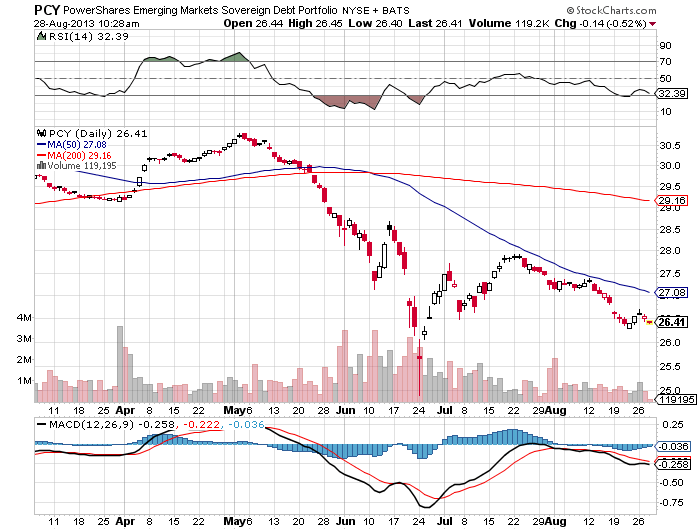 PCY PowerShares Emerging Markets Sovereign Debt Portfolio NYSE + BATS
© StockCharts.com
28-Aug-2013 10:28am Open 26.44 High 26.45 Low 26.40 Last 26.41 Volume 119.2K Chg -0.14 (-0.52%)
RSI(14) 32.39
90
70
50
32.39
10
PCY (Daily) 26.41
MA(50) 27.08
MA(200) 29.16
Volume 119,195
30.5
30.0
29.5
29.16
29.0
28.5
28.0
27.5
27.08
26.41
26.0
25.0
4M
3M
2M
1M
119195
11 18 25 Apr 8 15 22 May 6 13 20 28 Jun 10 17 24 Jul 8 15 22 29 Aug 12 19 26
MACD(12,26,9) -0.258, -0.222, -0.036
0.25
-0.036
-0.258
-0.50
-0.75
11 18 25 Apr 8 15 22 May 6 13 20 28 Jun 10 17 24 Jul 8 15 22 29 Aug 12 19 26